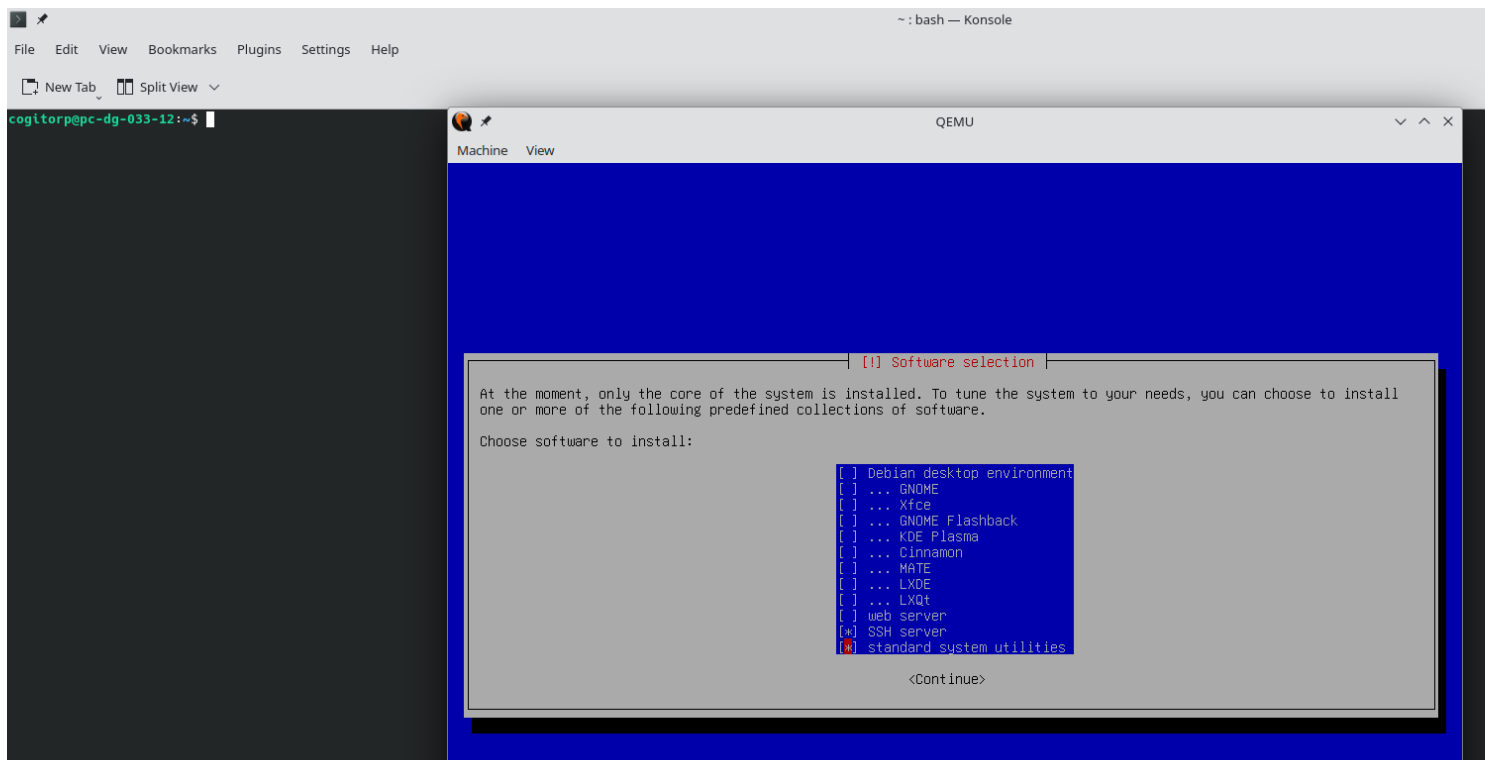 ~ : bash — Konsole
File Edit View Bookmarks Plugins Settings Help
New Tab Split View
cogitorp@pc-dg-033-12:~$
QEMU
Machine View
[!] Software selection
At the moment, only the core of the system is installed. To tune the system to your needs, you can choose to install
one or more of the following predefined collections of software.
Choose software to install:
[ ] Debian desktop environment
[ ] ... GNOME
[ ] ... Xfce
[ ] ... GNOME Flashback
[ ] ... KDE Plasma
[ ] ... Cinnamon
[ ] ... MATE
[ ] ... LXDE
[ ] ... LXQt
[ ] web server
[*] SSH server
[*] standard system utilities
<Continue>